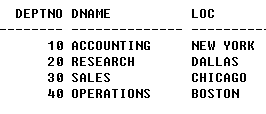 DEPTNO DNAME LOC
--------- -------------- ----------
10 ACCOUNTING NEW YORK
20 RESEARCH DALLAS
30 SALES CHICAGO
40 OPERATIONS BOSTON